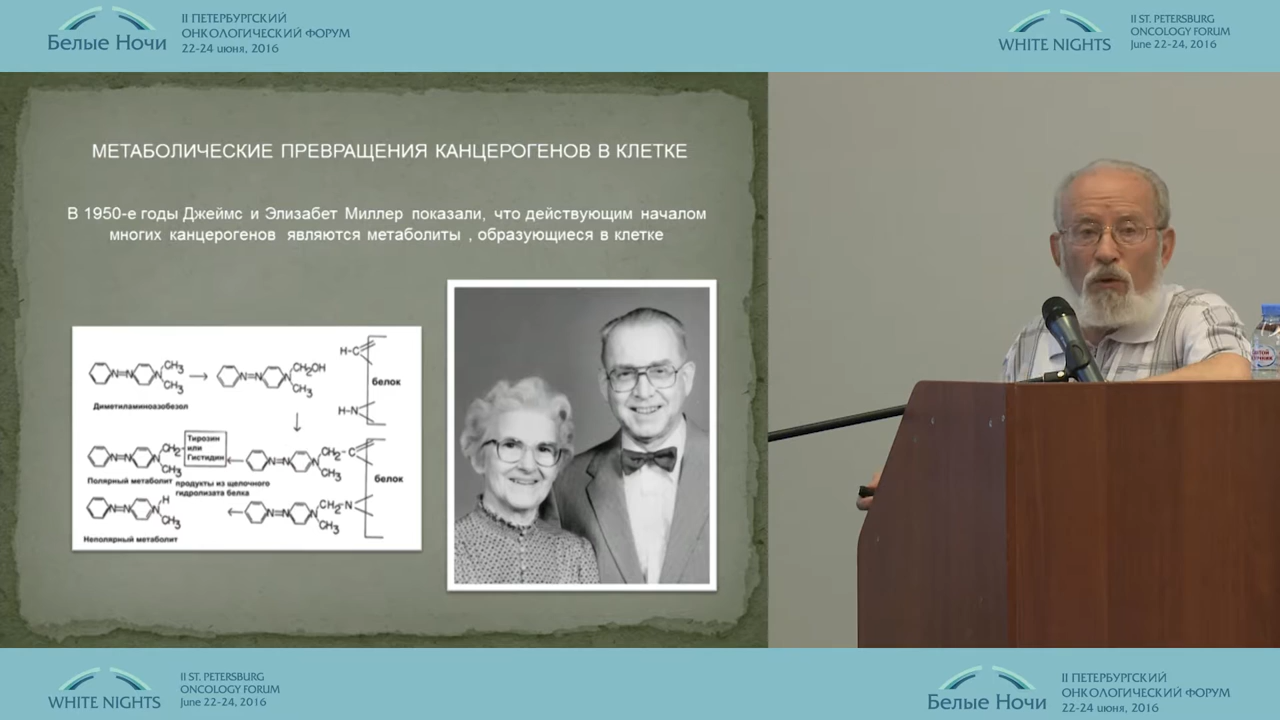 Белые Ночи
II ПЕТЕРБУРГСКИЙ
ОНКОЛОГИЧЕСКИЙ ФОРУМ
22-24 июня, 2016
WHITE NIGHTS
II ST. PETERSBURG
ONCOLOGY FORUM
June 22-24, 2016
МЕТАБОЛИЧЕСКИЕ ПРЕВРАЩЕНИЯ КАНЦЕРОГЕНОВ В КЛЕТКЕ
В 1950-е годы Джеймс и Элизабет Миллер показали, что действующим началом
многих канцерогенов являются метаболиты , образующиеся в клетке
N=N
N
CH3
CH3
N=N
N
CH2OH
CH3
H-C
белок
H-N
Диметиламиноазобезол
N=N
N
CH2
CH3
Тирозин
или
Гистидин
N=N
N
CH2-C
CH3
белок
Полярный метаболит
продукты из щелочного
гидролизата белка
N=N
N
H
CH3
N=N
N
CH2-N
CH3
Неполярный метаболит
WHITE NIGHTS
II ST. PETERSBURG
ONCOLOGY FORUM
June 22-24, 2016
Белые Ночи
II ПЕТЕРБУРГСКИЙ
ОНКОЛОГИЧЕСКИЙ ФОРУМ
22-24 июня, 2016